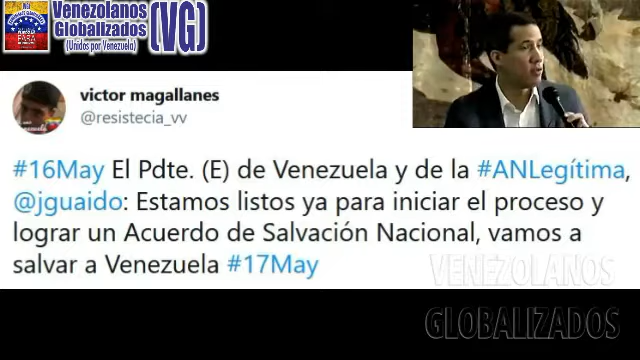 Venezolanos
Globalizados
(Unidos por Venezuela)
(VG)
victor magallanes
@resistecia_vv
#16May El Pdte. (E) de Venezuela y de la #ANLegítima,
@jguaido: Estamos listos ya para iniciar el proceso y
lograr un Acuerdo de Salvación Nacional, vamos a
salvar a Venezuela #17May
VENEZOLANOS
GLOBALIZADOS